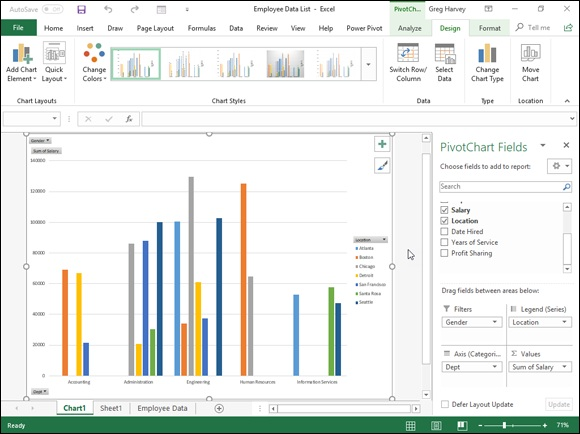 AutoSave Off Employee Data List - Excel PivotCh... Greg Harvey
File Home Insert Draw Page Layout Formulas Data Review View Help Power Pivot Analyze Design Format Tell me
Add Chart Element Quick Layout Change Colors Switch Row/Column Select Data Change Chart Type Move Chart
Chart Layouts Chart Styles Data Type Location
fx
PivotChart Fields
Choose fields to add to report:
Search
Salary
Location
Date Hired
Years of Service
Profit Sharing
Drag fields between areas below:
Filters Legend (Series)
Gender Location
Axis (Categori... Values
Dept Sum of Salary
Defer Layout Update Update
Gender
Sum of Salary
140000
120000
100000
80000
60000
40000
20000
0
Accounting Administration Engineering Human Resources Information Services
Dept
Location
Atlanta
Boston
Chicago
Detroit
San Francisco
Santa Rosa
Seattle
Chart1 Sheet1 Employee Data
Ready 71%